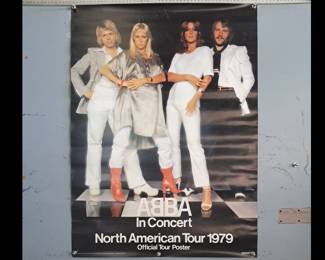 ABBA
In Concert
North American Tour 1979
Official Tour Poster